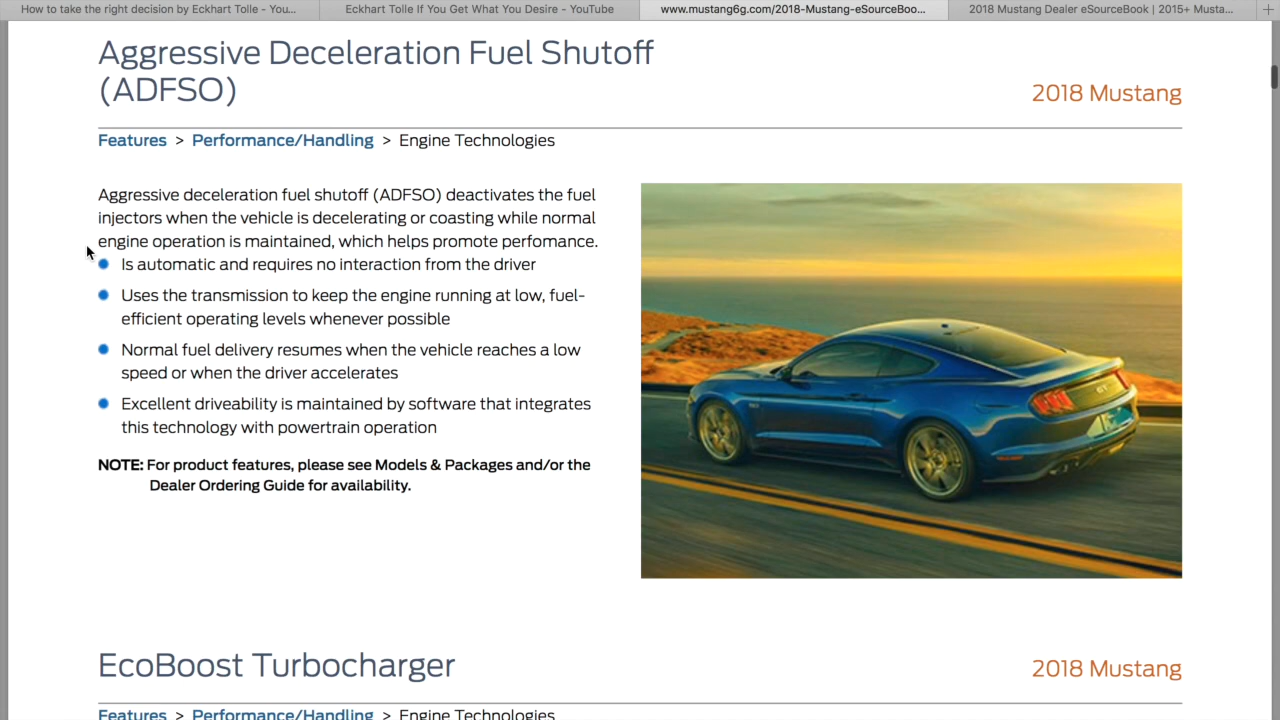 How to take the right decision by Eckhart Tolle - You...
Eckhart Tolle If You Get What You Desire - YouTube
www.mustang6g.com/2018-Mustang-eSourceBoo...
2018 Mustang Dealer eSourceBook | 2015+ Musta...
Aggressive Deceleration Fuel Shutoff
(ADFSO)
2018 Mustang
Features > Performance/Handling > Engine Technologies
Aggressive deceleration fuel shutoff (ADFSO) deactivates the fuel
injectors when the vehicle is decelerating or coasting while normal
engine operation is maintained, which helps promote perfomance.
Is automatic and requires no interaction from the driver
Uses the transmission to keep the engine running at low, fuel-
efficient operating levels whenever possible
Normal fuel delivery resumes when the vehicle reaches a low
speed or when the driver accelerates
Excellent driveability is maintained by software that integrates
this technology with powertrain operation
NOTE: For product features, please see Models & Packages and/or the
Dealer Ordering Guide for availability.
GT
EcoBoost Turbocharger
2018 Mustang
Features > Performance/Handling > Engine Technologies